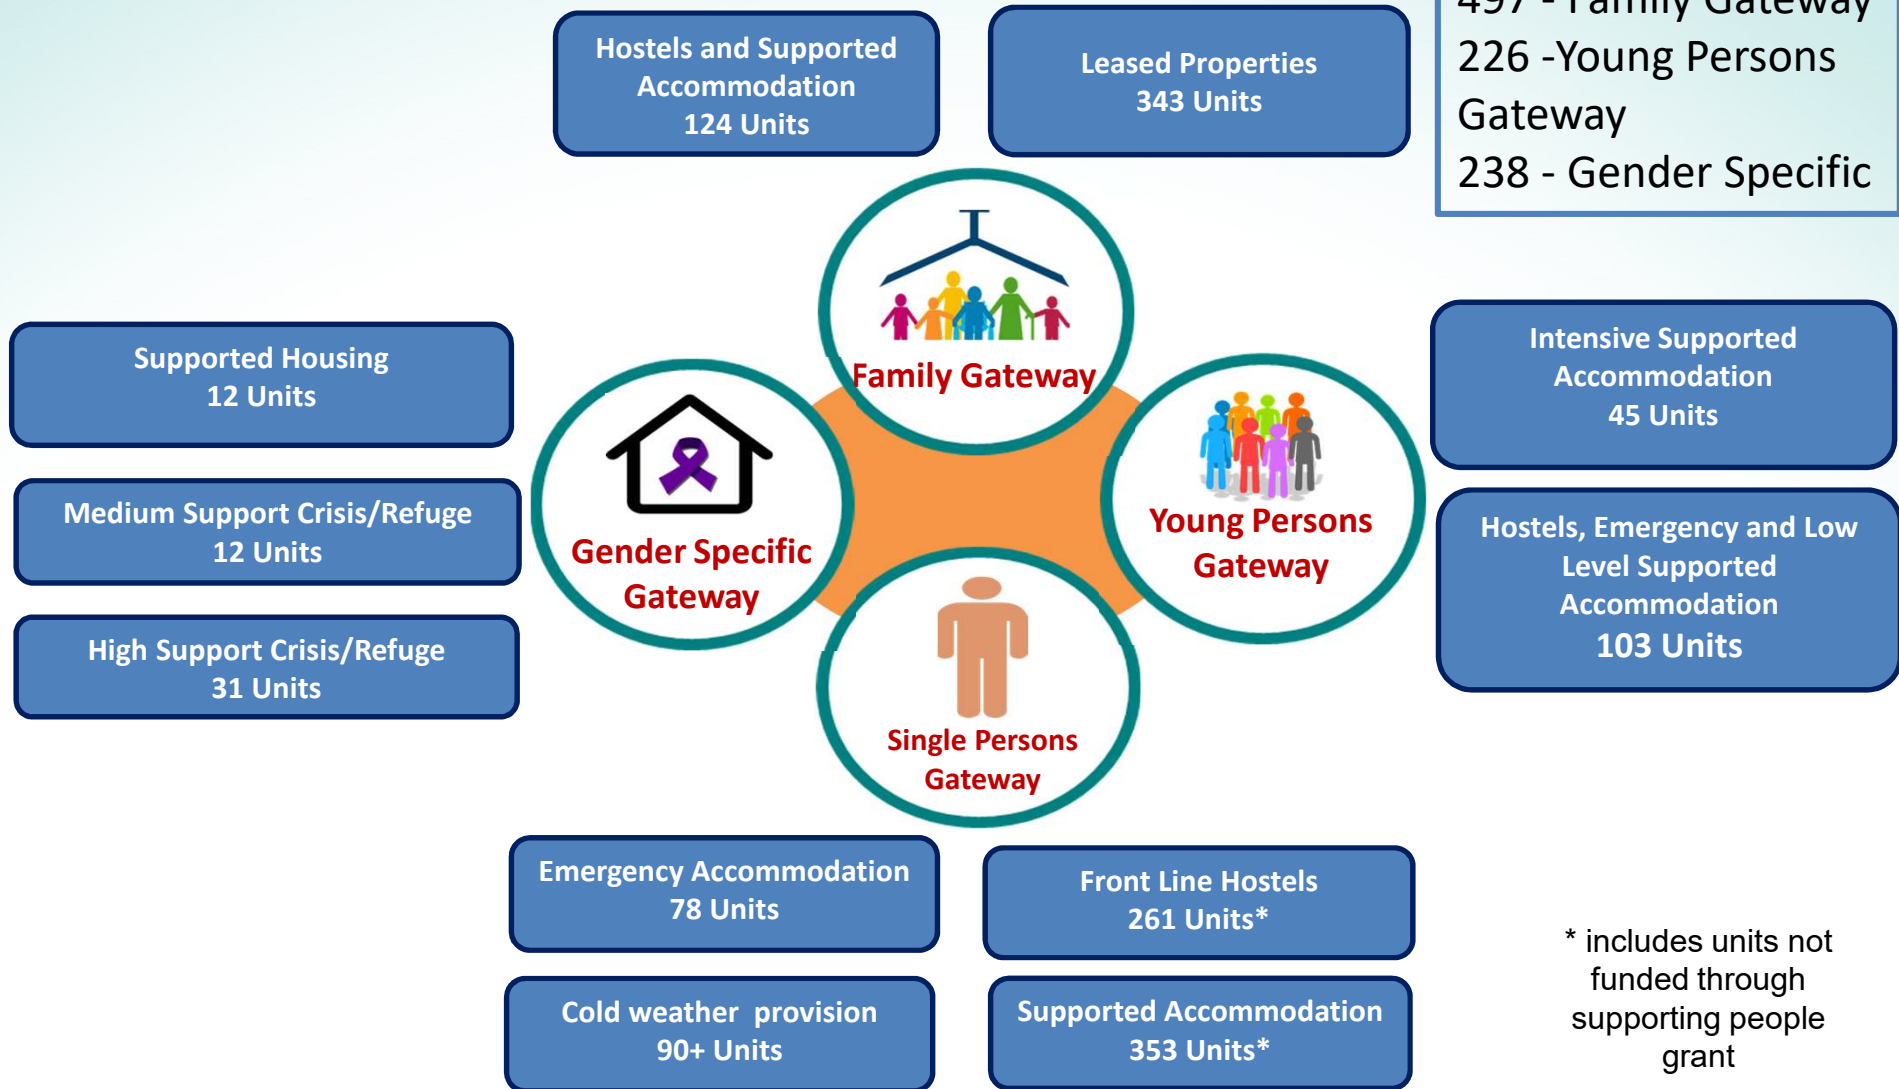 Hostels and Supported
Accommodation
124 Units
Leased Properties
343 Units
497 - Family Gateway
226 -Young Persons
Gateway
238 - Gender Specific
Family Gateway
Supported Housing
12 Units
Medium Support Crisis/Refuge
12 Units
High Support Crisis/Refuge
31 Units
Gender Specific
Gateway
Young Persons
Gateway
Intensive Supported
Accommodation
45 Units
Hostels, Emergency and Low
Level Supported
Accommodation
103 Units
Single Persons
Gateway
Emergency Accommodation
78 Units
Front Line Hostels
261 Units*
Cold weather  provision
90+ Units
Supported Accommodation
353 Units*
* includes units not
funded through
supporting people
grant